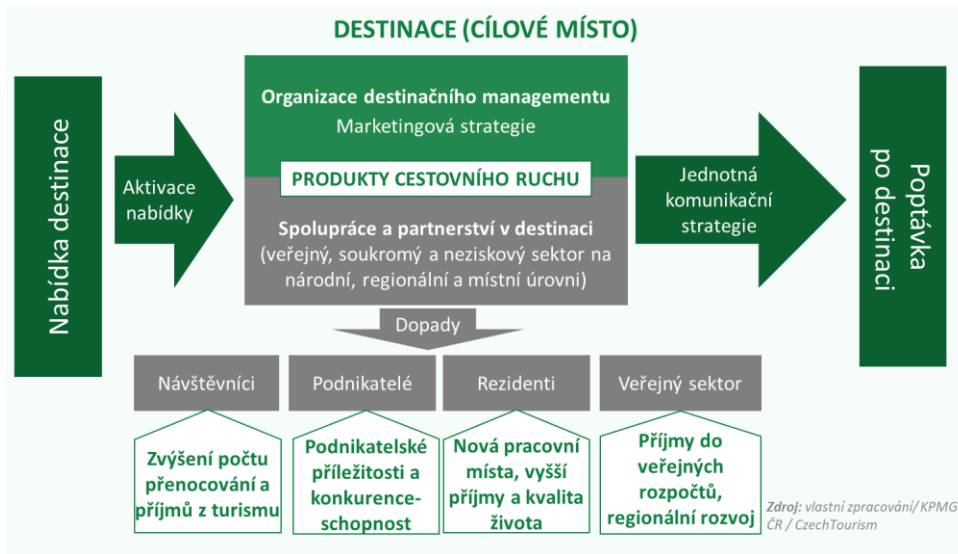 DESTINACE (CÍLOVÉ MÍSTO)
Nabídka destinace
Aktivace
nabídky
Organizace destinačního managementu
Marketingová strategie
PRODUKTY CESTOVNÍHO RUCHU
Spolupráce a partnerství v destinaci
(veřejný, soukromý a neziskový sektor na
národní, regionální a místní úrovni)
Jednotná
komunikační
strategie
Poptávka
po destinaci
Dopady
Návštěvníci
Podnikatelé
Rezidenti
Veřejný sektor
Zvýšení počtu
přenocování a
příjmů z turismu
Podnikatelské
příležitosti a
konkurence-
schopnost
Nová pracovní
místa, vyšší
příjmy a kvalita
života
Příjmy do
veřejných
rozpočtů,
regionální rozvoj
Zdroj: vlastní zpracování/ KPMG
ČR / CzechTourism